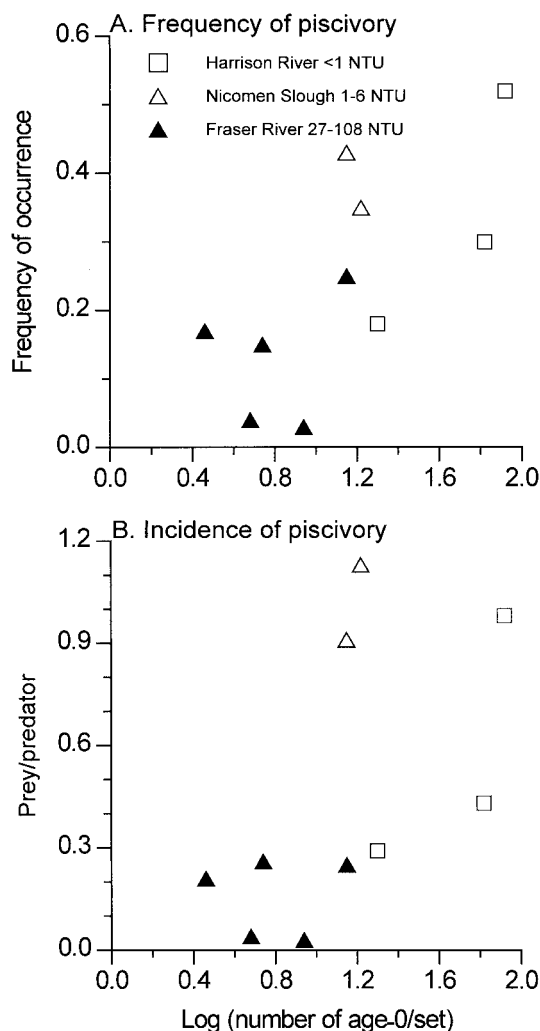 A. Frequency of piscivory
0.6
Harrison River <1 NTU
Nicomen Slough 1-6 NTU
Fraser River 27-108 NTU
0.4
0.2
0.0
Frequency of occurrence
0.0 0.4 0.8 1.2 1.6 2.0
B. Incidence of piscivory
1.2
0.9
0.6
0.3
0.0
Prey/predator
0.0 0.4 0.8 1.2 1.6 2.0
Log (number of age-0/set)